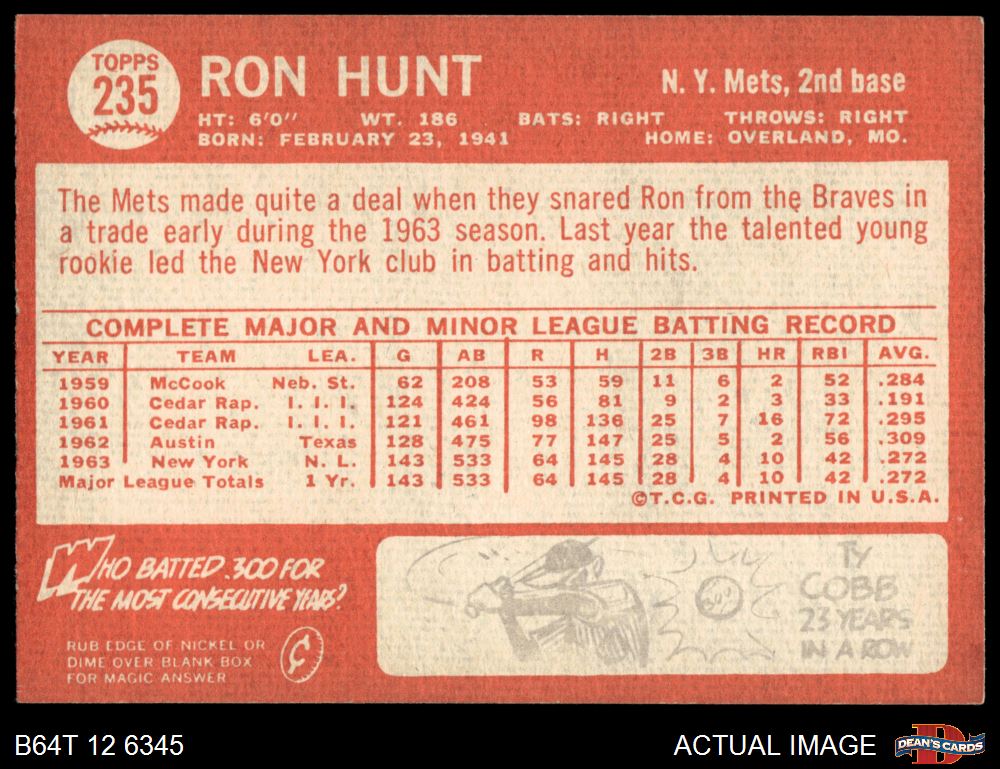 TOPPS
235
RON HUNT
N. Y. Mets, 2nd base
HT: 6'0" WT. 186 BATS: RIGHT THROWS: RIGHT
BORN: FEBRUARY 23, 1941 HOME: OVERLAND, MO.
The Mets made quite a deal when they snared Ron from the Braves in
a trade early during the 1963 season. Last year the talented young
rookie led the New York club in batting and hits.
COMPLETE MAJOR AND MINOR LEAGUE BATTING RECORD
YEAR TEAM LEA. G AB R H 2B 3B HR RBI AVG.
1959 McCook Neb. St. 62 208 53 59 11 6 2 52 .284
1960 Cedar Rap. I. I. I. 124 424 56 81 9 2 3 33 .191
1961 Cedar Rap. I. I. I. 121 461 98 136 25 7 16 72 .295
1962 Austin Texas 128 475 77 147 25 5 2 56 .309
1963 New York N. L. 143 533 64 145 28 4 10 42 .272
Major League Totals 1 Yr. 143 533 64 145 28 4 10 42 .272
©T.C.G. PRINTED IN U.S.A.
WHO BATTED .300 FOR
THE MOST CONSECUTIVE YEARS?
RUB EDGE OF NICKEL OR
DIME OVER BLANK BOX
FOR MAGIC ANSWER
¢
TY
COBB
23 YEARS
IN A ROW
B64T 12 6345
ACTUAL IMAGE
DEAN'S CARDS